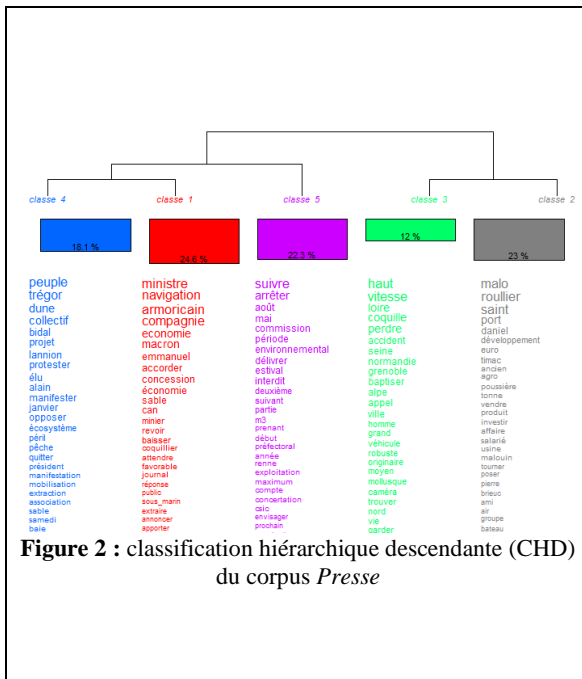 classe 4
classe 1
classe 5
classe 3
classe 2
18.1 %
24.6 %
22.3 %
12 %
23 %
peuple
trégor
dune
collectif
bidal
projet
lannion
protester
élu
alain
manifester
janvier
opposer
écosystème
péril
pêche
quitter
président
manifestation
mobilisation
extraction
association
sable
samedi
baie
ministre
navigation
armoricain
compagnie
economie
macron
emmanuel
accorder
concession
économie
sable
can
minier
revoir
baisser
coquillier
attendre
favorable
journal
réponse
public
sous_marin
extraire
annoncer
apporter
suivre
arrêter
août
mai
commission
période
environnemental
délivrer
estival
interdit
deuxième
suivant
partie
m3
prenant
début
préfectoral
année
renne
exploitation
maximum
compte
concertation
csic
envisager
prochain
haut
vitesse
loire
coquille
perdre
accident
seine
normandie
grenoble
baptiser
alpe
appel
ville
homme
grand
véhicule
robuste
originaire
moyen
mollusque
caméra
trouver
nord
vie
garder
malo
roullier
saint
port
daniel
développement
euro
timac
ancien
agro
poussière
tonne
vendre
produit
investir
affaire
salarié
usine
malouin
tourner
poser
pierre
brieuc
ami
air
groupe
bateau
Figure 2 : classification hiérarchique descendante (CHD)
du corpus Presse